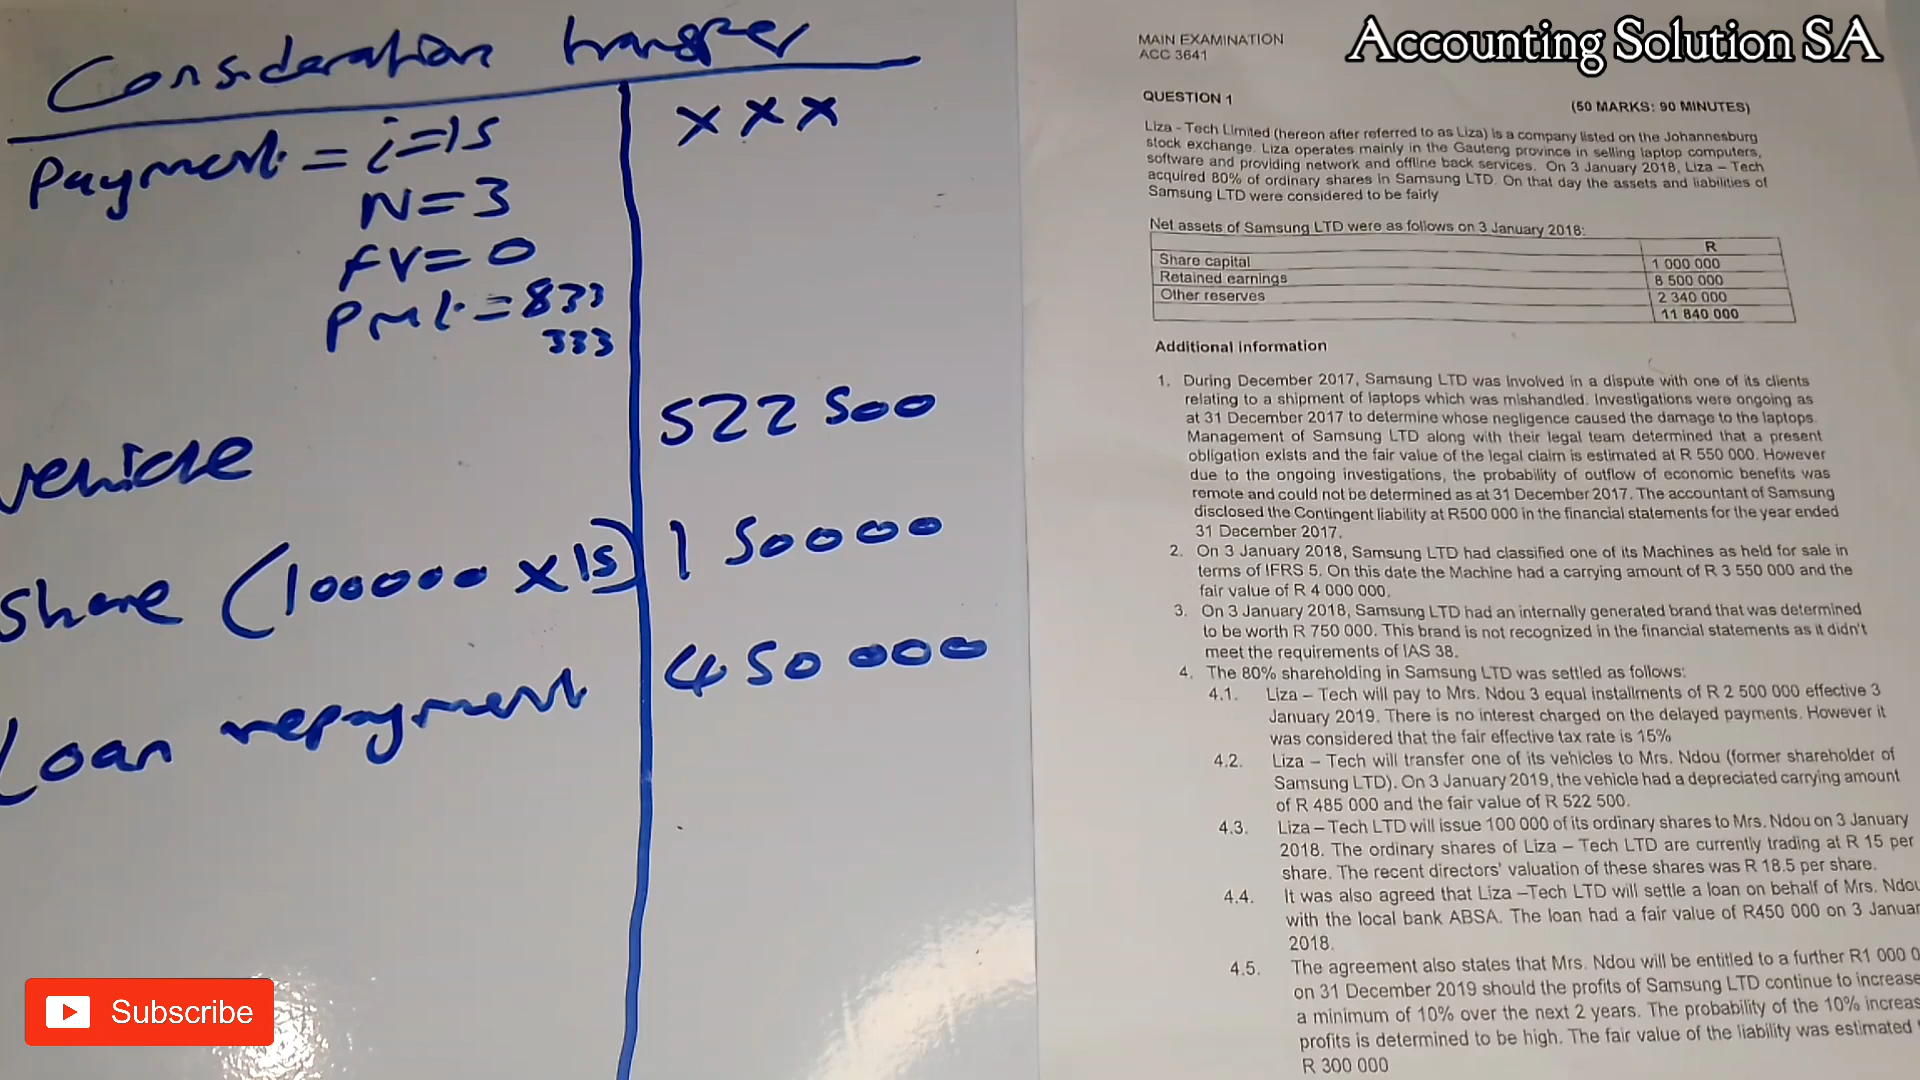 Consideration transfer
Payment = i=15
N=3
FV=0
Pmt. = 833
333
xxx
vehicle
522 500
Share (100000 x 15)
1 50000
Loan repayment
450 000
Subscribe
Accounting Solution SA
MAIN EXAMINATION
ACC 3641
QUESTION 1
(50 MARKS: 90 MINUTES)
Liza - Tech Limited (hereon after referred to as Liza) is a company listed on the Johannesburg
stock exchange. Liza operates mainly in the Gauteng province in selling laptop computers,
software and providing network and offline back services. On 3 January 2018, Liza – Tech
acquired 80% of ordinary shares in Samsung LTD. On that day the assets and liabilities of
Samsung LTD were considered to be fairly
Net assets of Samsung LTD were as follows on 3 January 2018:
R
Share capital 1 000 000
Retained earnings 8 500 000
Other reserves 2 340 000
11 840 000
Additional information
1. During December 2017, Samsung LTD was involved in a dispute with one of its clients
relating to a shipment of laptops which was mishandled. Investigations were ongoing as
at 31 December 2017 to determine whose negligence caused the damage to the laptops.
Management of Samsung LTD along with their legal team determined that a present
obligation exists and the fair value of the legal claim is estimated at R 550 000. However
due to the ongoing investigations, the probability of outflow of economic benefits was
remote and could not be determined as at 31 December 2017. The accountant of Samsung
disclosed the Contingent liability at R500 000 in the financial statements for the year ended
31 December 2017.
2. On 3 January 2018, Samsung LTD had classified one of its Machines as held for sale in
terms of IFRS 5. On this date the Machine had a carrying amount of R 3 550 000 and the
fair value of R 4 000 000.
3. On 3 January 2018, Samsung LTD had an internally generated brand that was determined
to be worth R 750 000. This brand is not recognized in the financial statements as it didn't
meet the requirements of IAS 38.
4. The 80% shareholding in Samsung LTD was settled as follows:
4.1. Liza – Tech will pay to Mrs. Ndou 3 equal installments of R 2 500 000 effective 3
January 2019. There is no interest charged on the delayed payments. However it
was considered that the fair effective tax rate is 15%
4.2. Liza – Tech will transfer one of its vehicles to Mrs. Ndou (former shareholder of
Samsung LTD). On 3 January 2019, the vehicle had a depreciated carrying amount
of R 485 000 and the fair value of R 522 500.
4.3. Liza – Tech LTD will issue 100 000 of its ordinary shares to Mrs. Ndou on 3 January
2018. The ordinary shares of Liza – Tech LTD are currently trading at R 15 per
share. The recent directors' valuation of these shares was R 18.5 per share.
4.4. It was also agreed that Liza –Tech LTD will settle a loan on behalf of Mrs. Ndou
with the local bank ABSA. The loan had a fair value of R450 000 on 3 Januar
2018.
4.5. The agreement also states that Mrs. Ndou will be entitled to a further R1 000 0
on 31 December 2019 should the profits of Samsung LTD continue to increase
a minimum of 10% over the next 2 years. The probability of the 10% increas
profits is determined to be high. The fair value of the liability was estimated
R 300 000